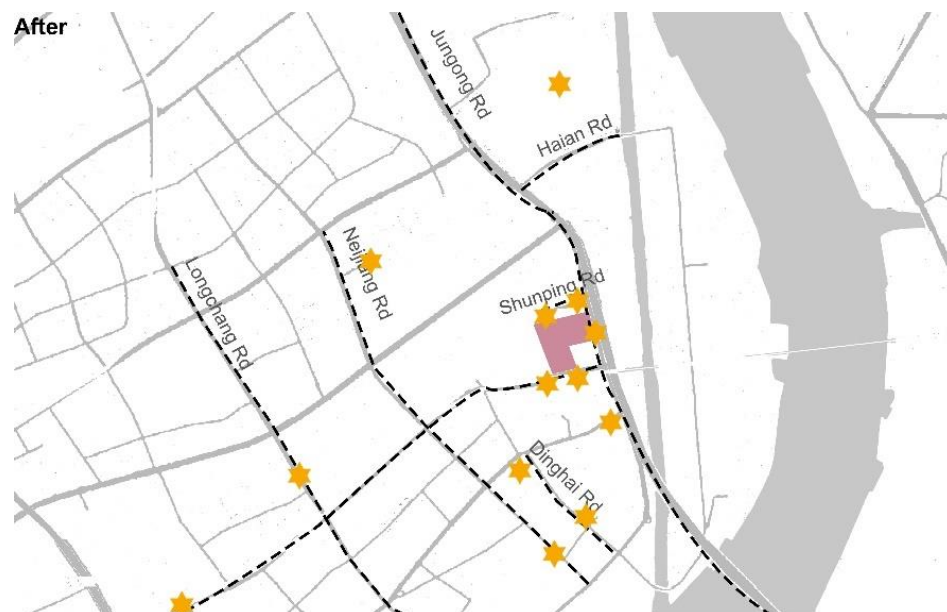 After
Jungong Rd
Haian Rd
Neijiang Rd
Longchang Rd
Shunping Rd
Dinghai Rd